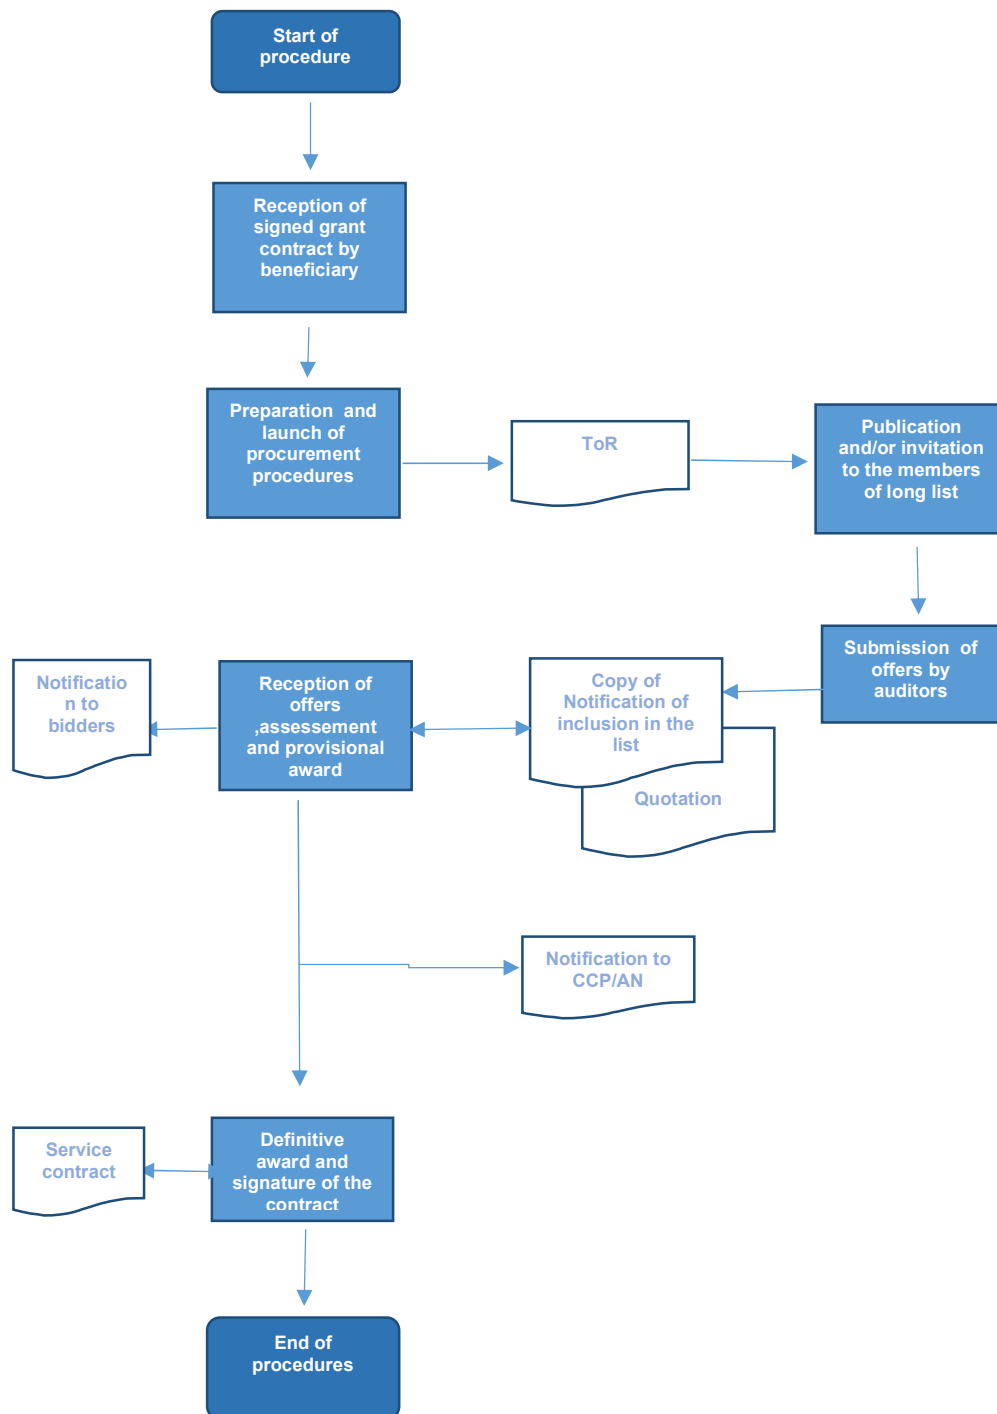 Start of
procedure
Reception of
signed grant
contract by
beneficiary
Preparation and
launch of
procurement
procedures
ToR
Publication
and/or invitation
to the members
of long list
Submission of
offers by
auditors
Copy of
Notification of
inclusion in the
list
Quotation
Reception of
offers
,assessement
and provisional
award
Notificatio
n to
bidders
Notification to
CCP/AN
Definitive
award and
signature of the
contract
Service
contract
End of
procedures